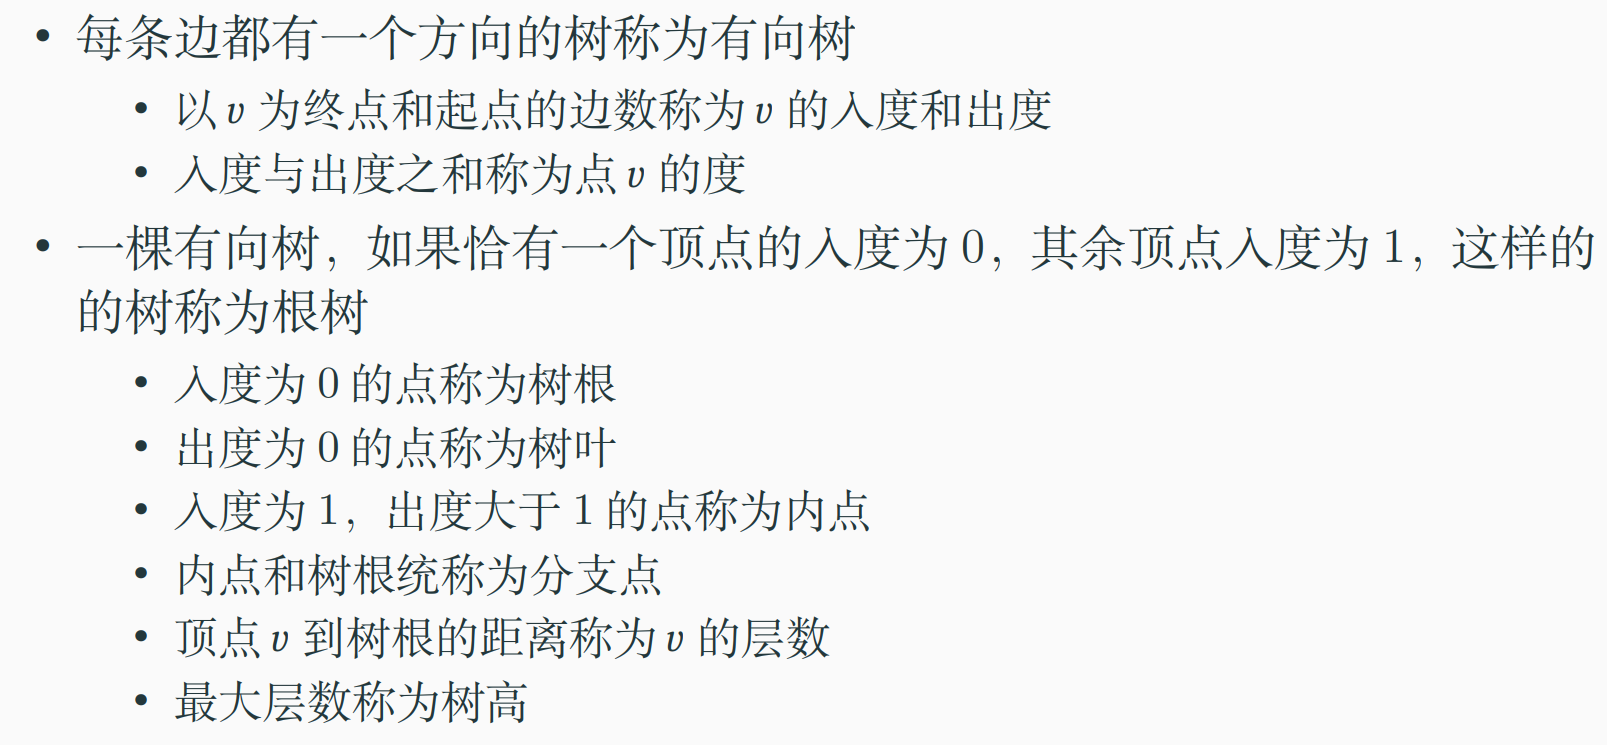 • 每条边都有一个方向的树称为有向树
• 以 v 为终点和起点的边数称为 v 的入度和出度
• 入度与出度之和称为点 v 的度
• 一棵有向树，如果恰有一个顶点的入度为 0，其余顶点入度为 1，这样的
的树称为根树
• 入度为 0 的点称为树根
• 出度为 0 的点称为树叶
• 入度为 1，出度大于 1 的点称为内点
• 内点和树根统称为分支点
• 顶点 v 到树根的距离称为 v 的层数
• 最大层数称为树高